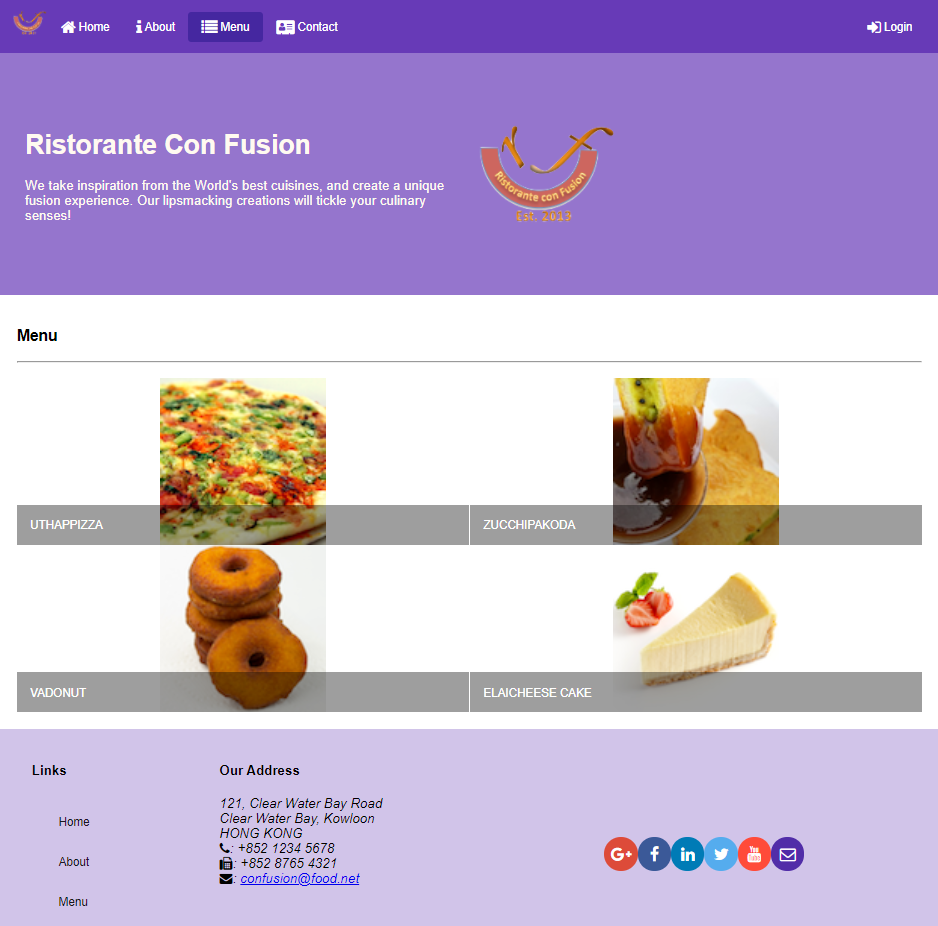 Home
About
Menu
Contact
Login
Ristorante Con Fusion
We take inspiration from the World's best cuisines, and create a unique
fusion experience. Our lipsmacking creations will tickle your culinary
senses!
Ristorante con Fusion
Est. 2013
Menu
UTHAPPIZZA
ZUCCHIPAKODA
VADONUT
ELAICHEESE CAKE
Links
Home
About
Menu
Our Address
121, Clear Water Bay Road
Clear Water Bay, Kowloon
HONG KONG
: +852 1234 5678
: +852 8765 4321
: confusion@food.net
G+
f
in
You